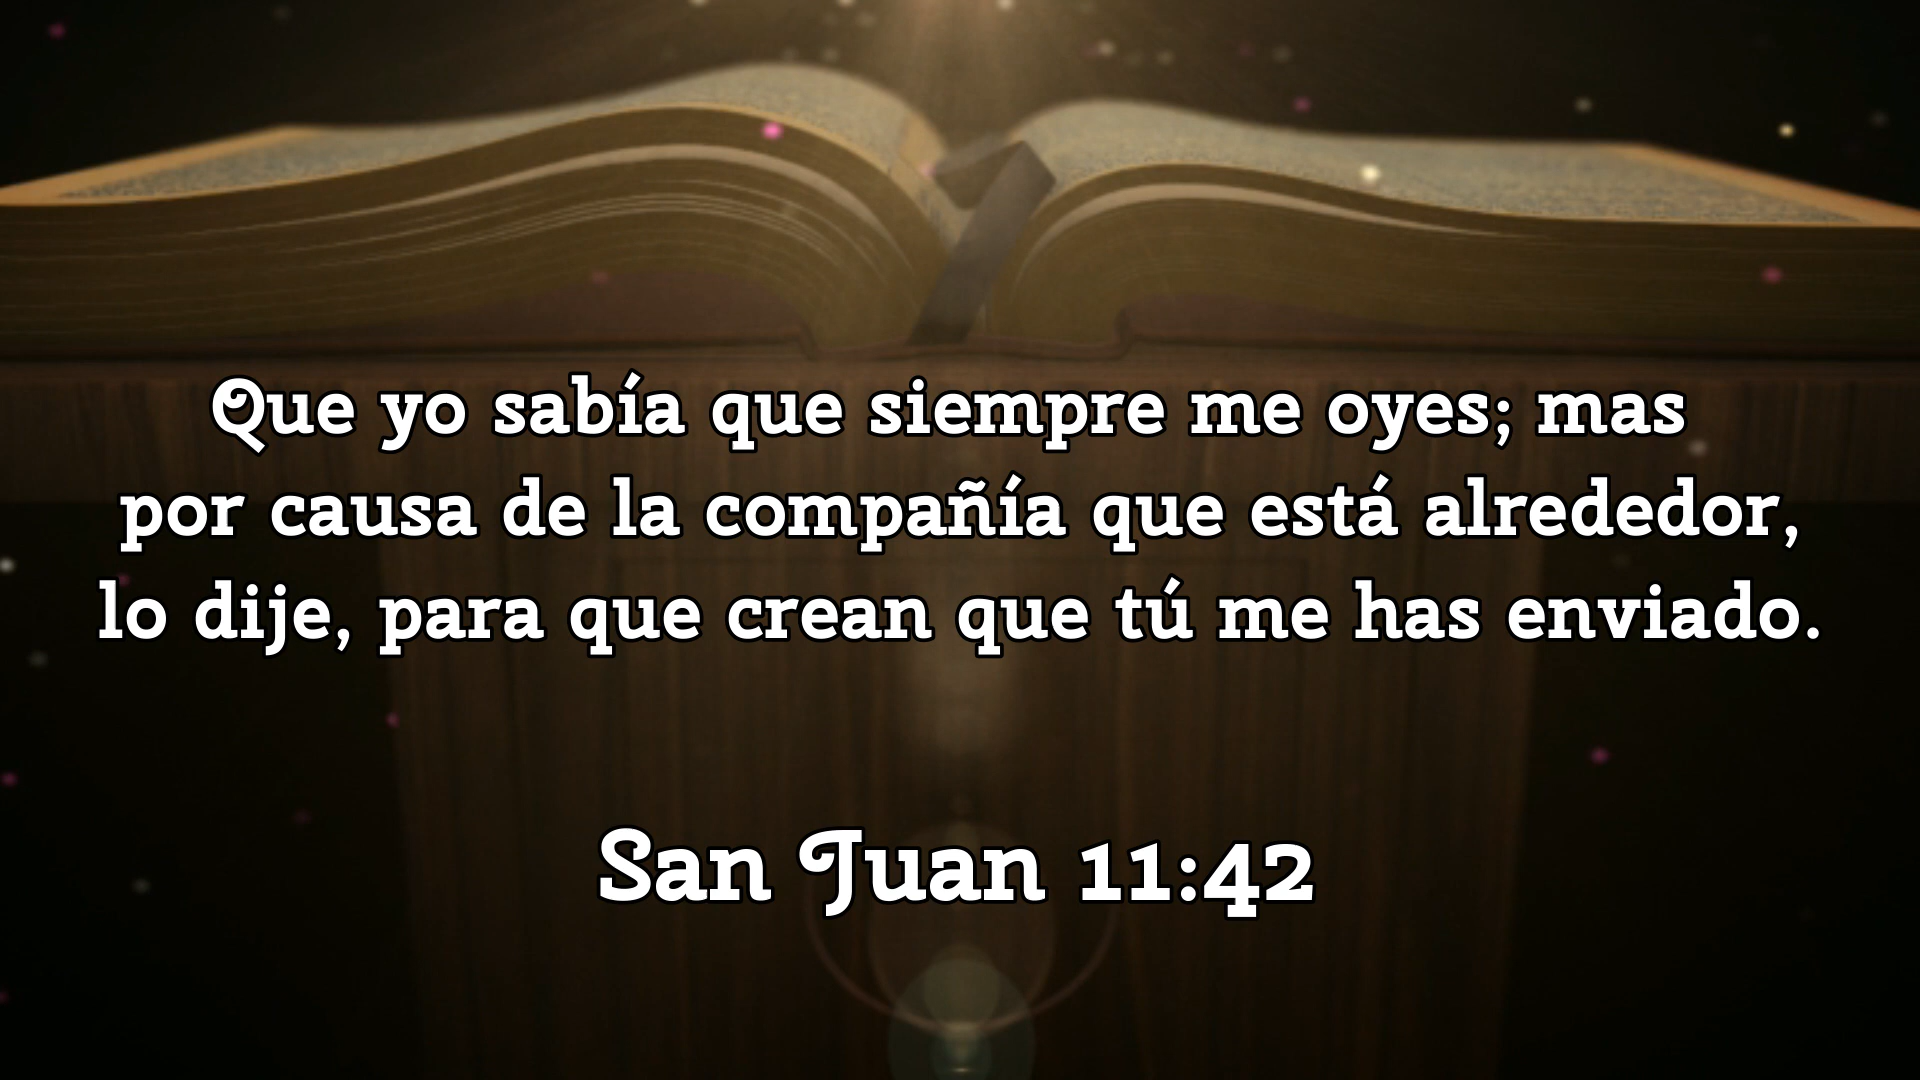 Que yo sabía que siempre me oyes; mas
por causa de la compañía que está alrededor,
lo dije, para que crean que tú me has enviado.
San Juan 11:42